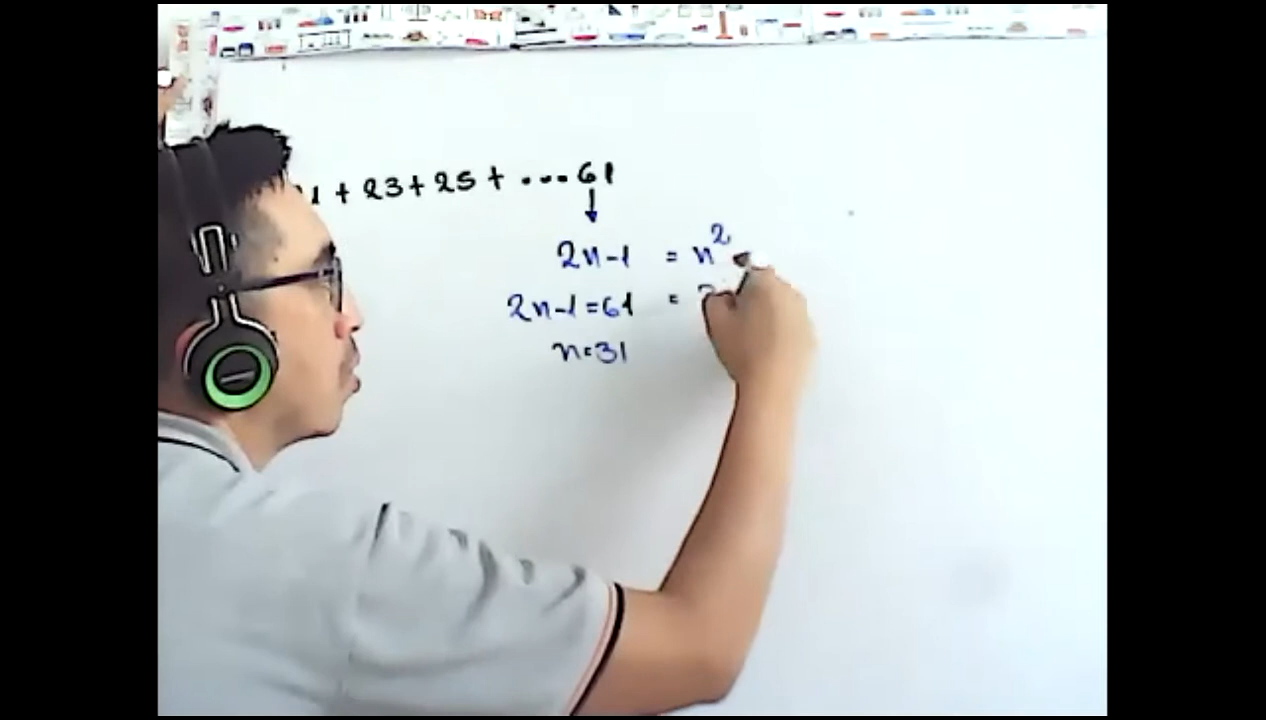 1 + 23 + 25 + ... 61
2n-1 = n²
2n-1=61 =
n=31